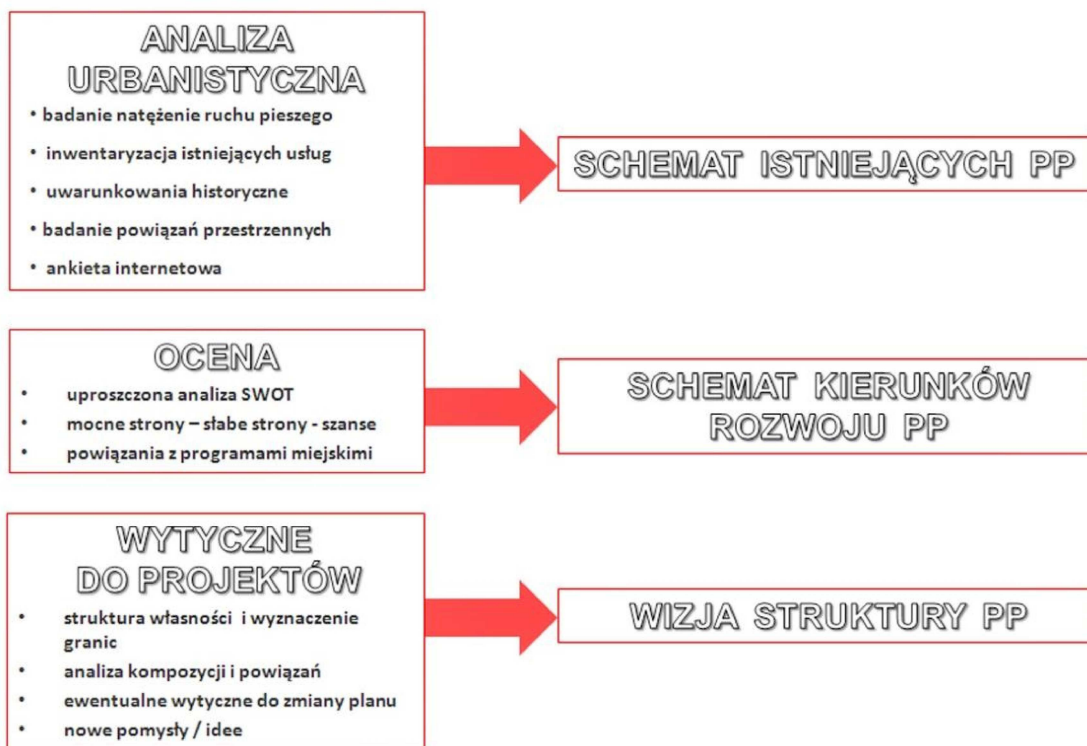 ANALIZA
URBANISTYCZNA
• badanie natężenie ruchu pieszego
• inwentaryzacja istniejących usług
• uwarunkowania historyczne
• badanie powiązań przestrzennych
• ankieta internetowa
SCHEMAT ISTNIEJĄCYCH PP
OCENA
• uproszczona analiza SWOT
• mocne strony – słabe strony - szanse
• powiązania z programami miejskimi
SCHEMAT KIERUNKÓW
ROZWOJU PP
WYTYCZNE
DO PROJEKTÓW
• struktura własności i wyznaczenie
granic
• analiza kompozycji i powiązań
• ewentualne wytyczne do zmiany planu
• nowe pomysły / idee
WIZJA STRUKTURY PP